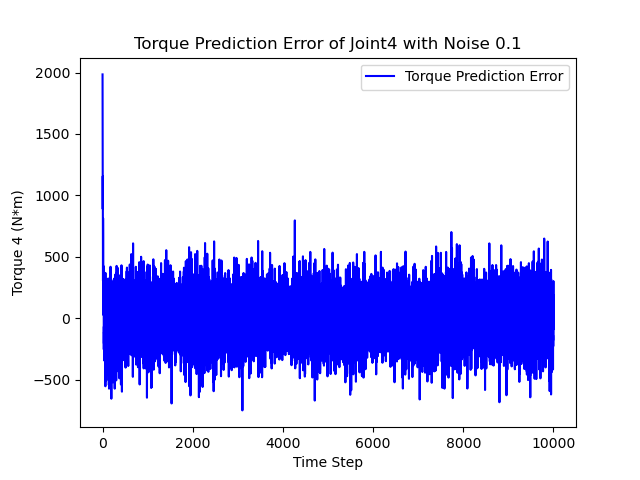 Torque Prediction Error of Joint4 with Noise 0.1
Torque Prediction Error
2000
1500
1000
500
0
−500
Torque 4 (N*m)
0 2000 4000 6000 8000 10000
Time Step